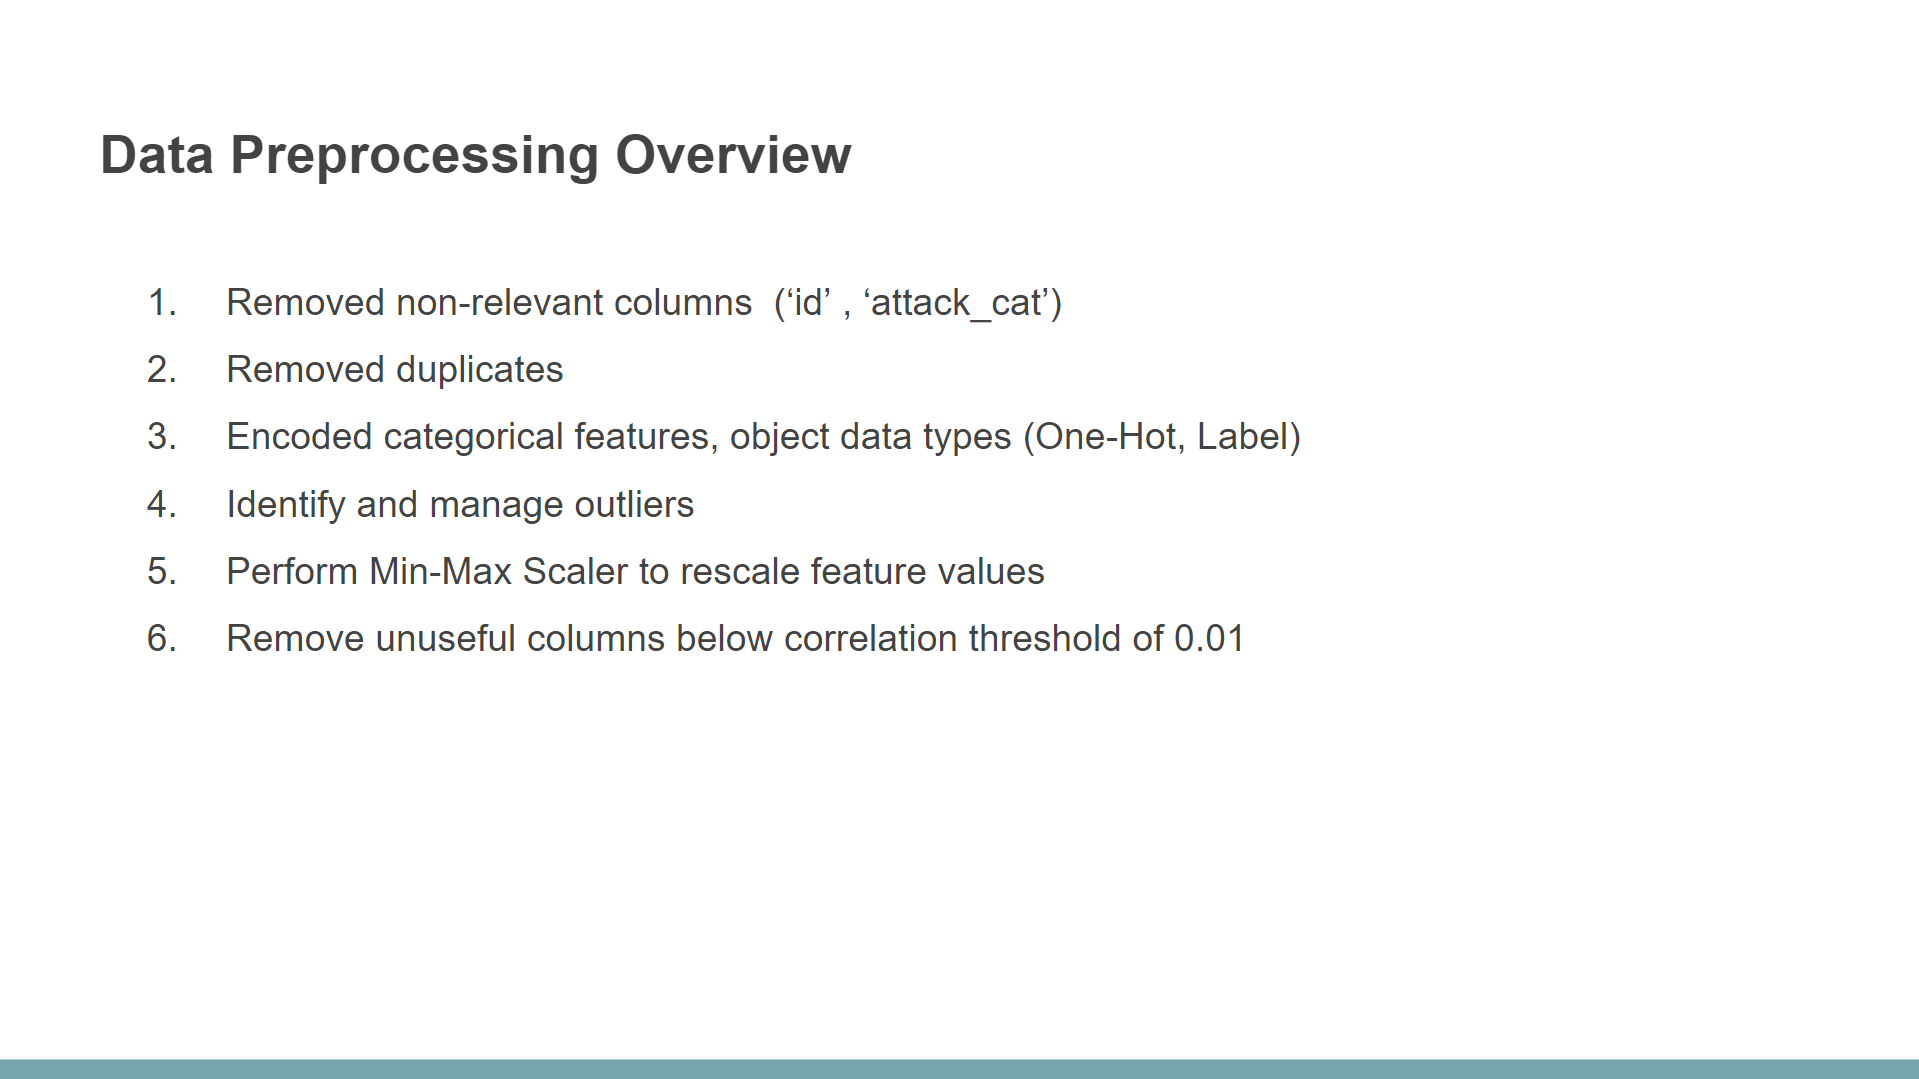 Data Preprocessing Overview
1. Removed non-relevant columns  (‘id’ , ‘attack_cat’)
2. Removed duplicates
3. Encoded categorical features, object data types (One-Hot, Label)
4. Identify and manage outliers
5. Perform Min-Max Scaler to rescale feature values
6. Remove unuseful columns below correlation threshold of 0.01